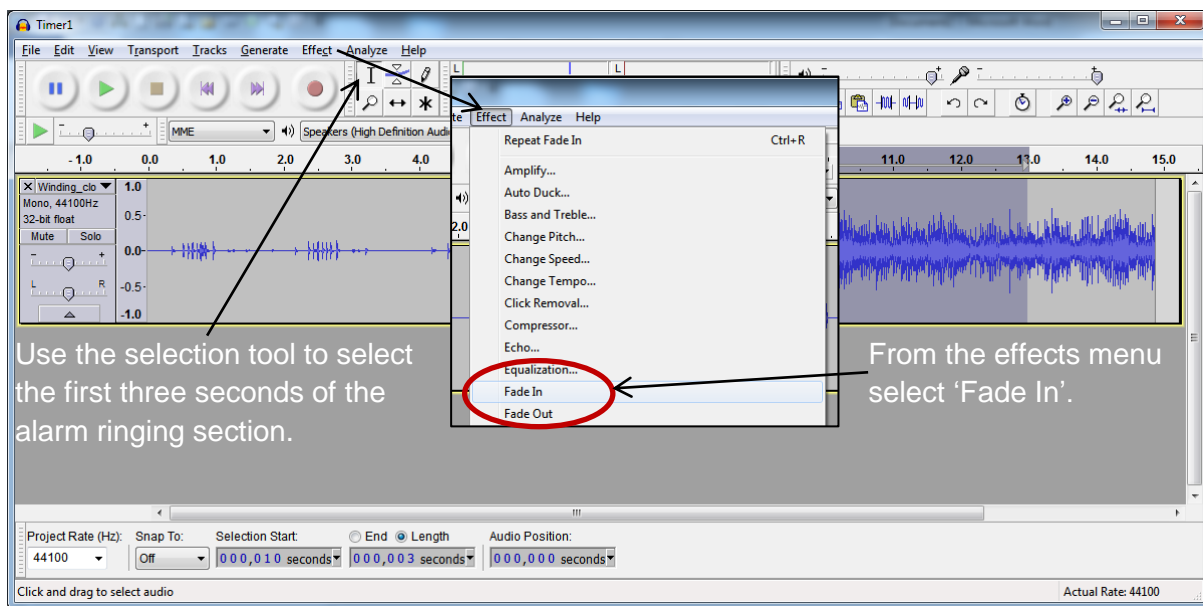 Timer1
File Edit View Transport Tracks Generate Effect Analyze Help
L L
MME Speakers (High Definition Audi
- 1.0 0.0 1.0 2.0 3.0 4.0 11.0 12.0 13.0 14.0 15.0
te Effect Analyze Help
Repeat Fade In Ctrl+R
Amplify...
Auto Duck...
Bass and Treble...
Change Pitch...
Change Speed...
Change Tempo...
Click Removal...
Compressor...
Echo...
Equalization...
Fade In
Fade Out
2.0
X Winding_clo
Mono, 44100Hz
32-bit float
Mute Solo
- +
L R
1.0
0.5-
0.0-
-0.5-
-1.0
Use the selection tool to select
the first three seconds of the
alarm ringing section.
From the effects menu
select ‘Fade In’.
Project Rate (Hz): Snap To: Selection Start: End Length Audio Position:
44100 Off 000,010 seconds 000,003 seconds 000,000 seconds
Click and drag to select audio Actual Rate: 44100